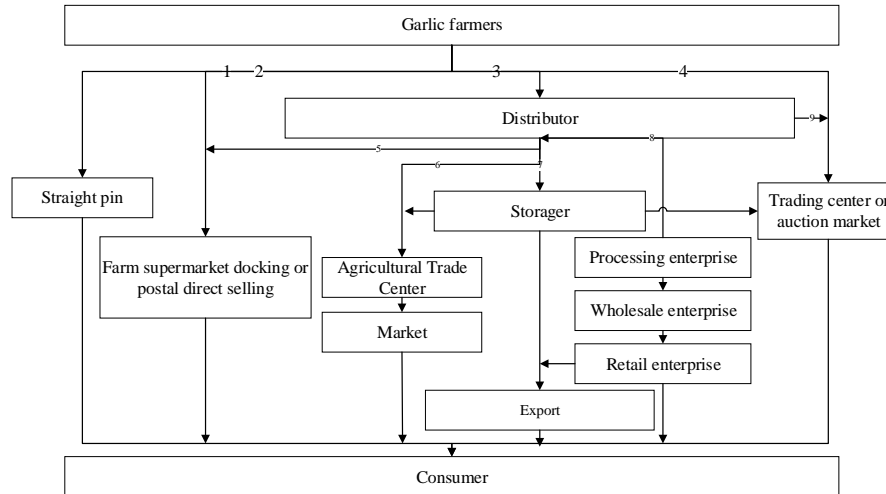 Garlic farmers
1
2
3
4
Distributor
9
5
8
6
7
Straight pin
Storager
Trading center or
auction market
Farm supermarket docking or
postal direct selling
Agricultural Trade
Center
Processing enterprise
Wholesale enterprise
Market
Retail enterprise
Export
Consumer